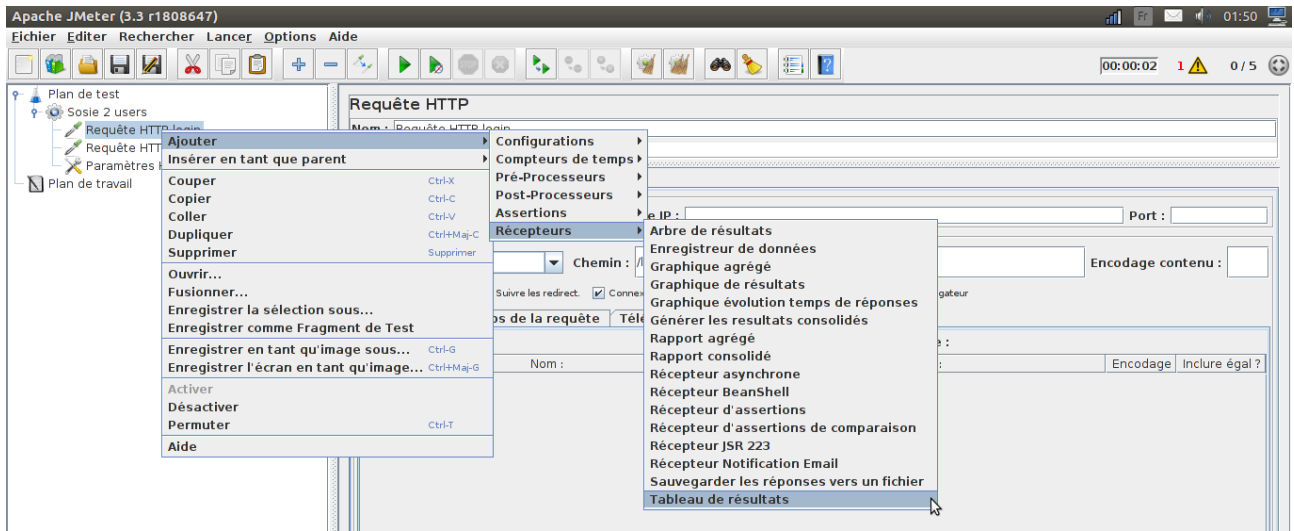 Apache JMeter (3.3 r1808647) Fr 01:50
Fichier Editer Rechercher Lancer Options Aide
00:00:02 1 0 / 5
Plan de test
Sosie 2 users
Requête HTTP login
Requête HTT
Paramètres
Plan de travail
Requête HTTP
Nom : Requête HTTP login
Ajouter
Insérer en tant que parent
Couper Ctrl-X
Copier Ctrl-C
Coller Ctrl-V
Dupliquer Ctrl+Maj-C
Supprimer Supprimer
Ouvrir...
Fusionner...
Enregistrer la sélection sous...
Enregistrer comme Fragment de Test
Enregistrer en tant qu'image sous... Ctrl-G
Enregistrer l'écran en tant qu'image... Ctrl+Maj-G
Activer
Désactiver
Permuter Ctrl-T
Aide
Configurations
Compteurs de temps
Pré-Processeurs
Post-Processeurs
Assertions
Récepteurs
Arbre de résultats
Enregistreur de données
Graphique agrégé
Graphique de résultats
Graphique évolution temps de réponses
Générer les resultats consolidés
Rapport agrégé
Rapport consolidé
Récepteur asynchrone
Récepteur BeanShell
Récepteur d'assertions
Récepteur d'assertions de comparaison
Récepteur JSR 223
Récepteur Notification Email
Sauvegarder les réponses vers un fichier
Tableau de résultats
e IP : Port :
Chemin : Encodage contenu :
Suivre les redirect. Connex gateur
os de la requête Télé
e :
Nom : : Encodage Inclure égal ?